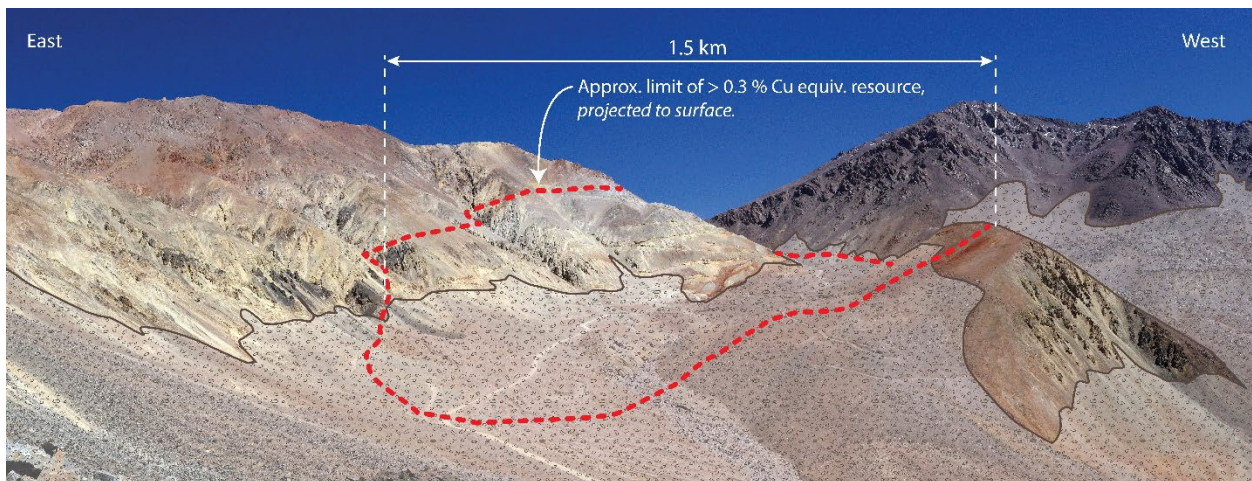 East
1.5 km
West
Approx. limit of > 0.3 % Cu equiv. resource,
projected to surface.